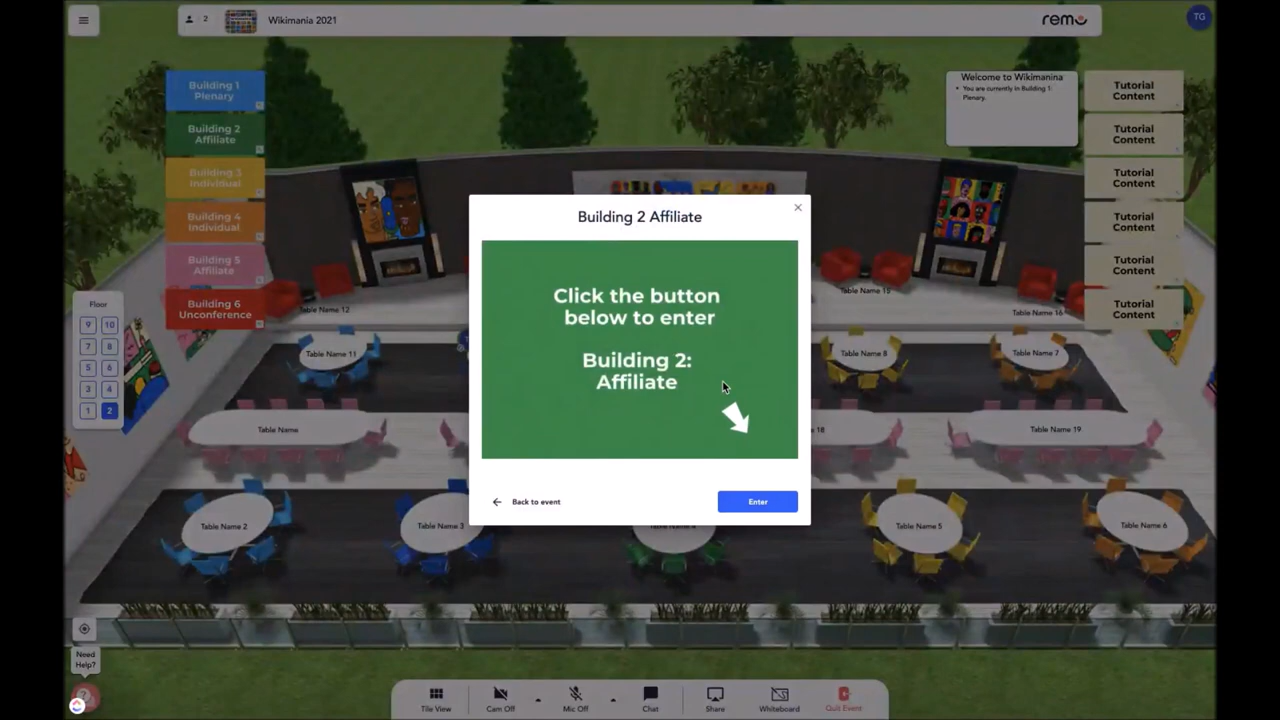 2
Wikimania 2021
remo
TG
Building 1
Plenary
Building 2
Affiliate
Building 3
Individual
Building 4
Individual
Building 5
Affiliate
Building 6
Unconference
Welcome to Wikimanina
You are currently in Building 1:
Plenary.
Tutorial
Content
Tutorial
Content
Tutorial
Content
Tutorial
Content
Tutorial
Content
Tutorial
Content
Floor
9 10
7 8
5 6
3 4
1 2
Building 2 Affiliate
Click the button
below to enter
Building 2:
Affiliate
Back to event
Enter
Table Name 12
Table Name 16
Table Name 11
Table Name 8
Table Name 7
Table Name
18
Table Name 19
Table Name 2
Table Name 3
Table Name 5
Table Name 6
Need
Help?
?
Tile View
Cam Off
Mic Off
Chat
Share
Whiteboard
Quit Event